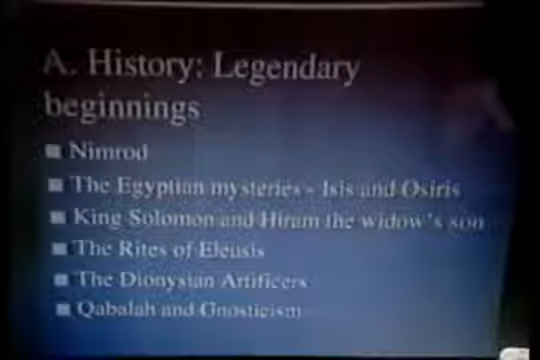 A. History: Legendary
beginnings
Nimrod
The Egyptian mysteries - Isis and Osiris
King Solomon and Hiram the widow's son
The Rites of Eleusis
The Dionysian Artificers
Qabalah and Gnosticism